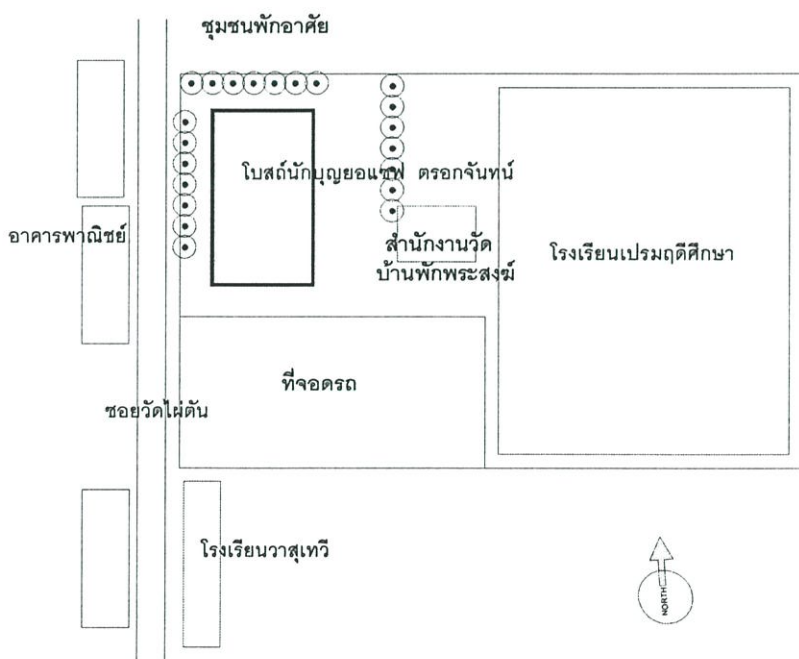 ชุมชนพักอาศัย
โบสถ์นักบุญยอแซฟ ตรอกจันทน์
อาคารพาณิชย์
สำนักงานวัด
บ้านพักพระสงฆ์
โรงเรียนเปรมฤดีศึกษา
ที่จอดรถ
ซอยวัดไผ่ตัน
โรงเรียนวาสุเทวี
NORTH